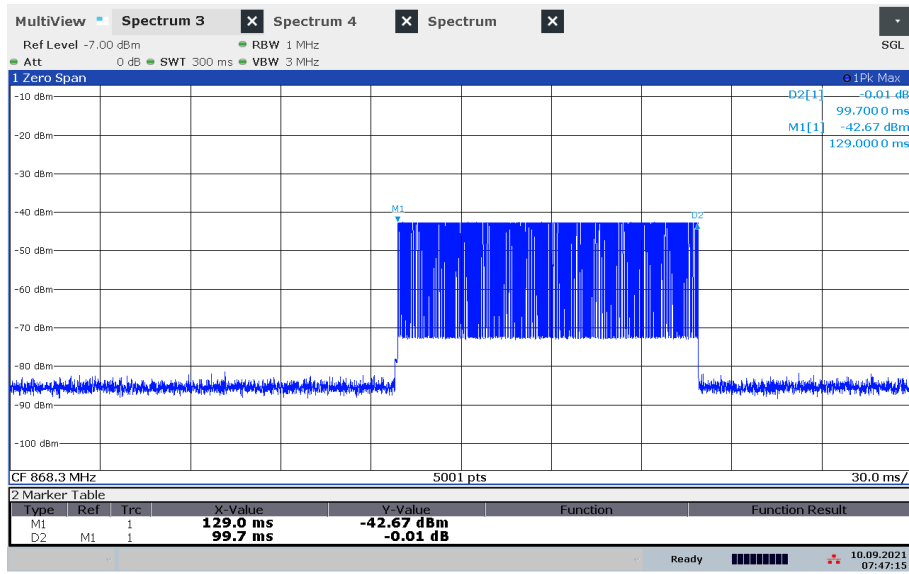 MultiView Spectrum 3 X Spectrum 4 X Spectrum X
Ref Level -7.00 dBm RBW 1 MHz SGL
Att 0 dB SWT 300 ms VBW 3 MHz
1 Zero Span 1Pk Max
D2[1] -0.01 dB
99.700 0 ms
M1[1] -42.67 dBm
129.000 0 ms
-10 dBm
-20 dBm
-30 dBm
-40 dBm
M1
D2
-50 dBm
-60 dBm
-70 dBm
-80 dBm
-90 dBm
-100 dBm
CF 868.3 MHz 5001 pts 30.0 ms/
2 Marker Table
Type Ref Trc X-Value Y-Value Function Function Result
M1 1 129.0 ms -42.67 dBm
D2 M1 1 99.7 ms -0.01 dB
Ready 10.09.2021
07:47:15